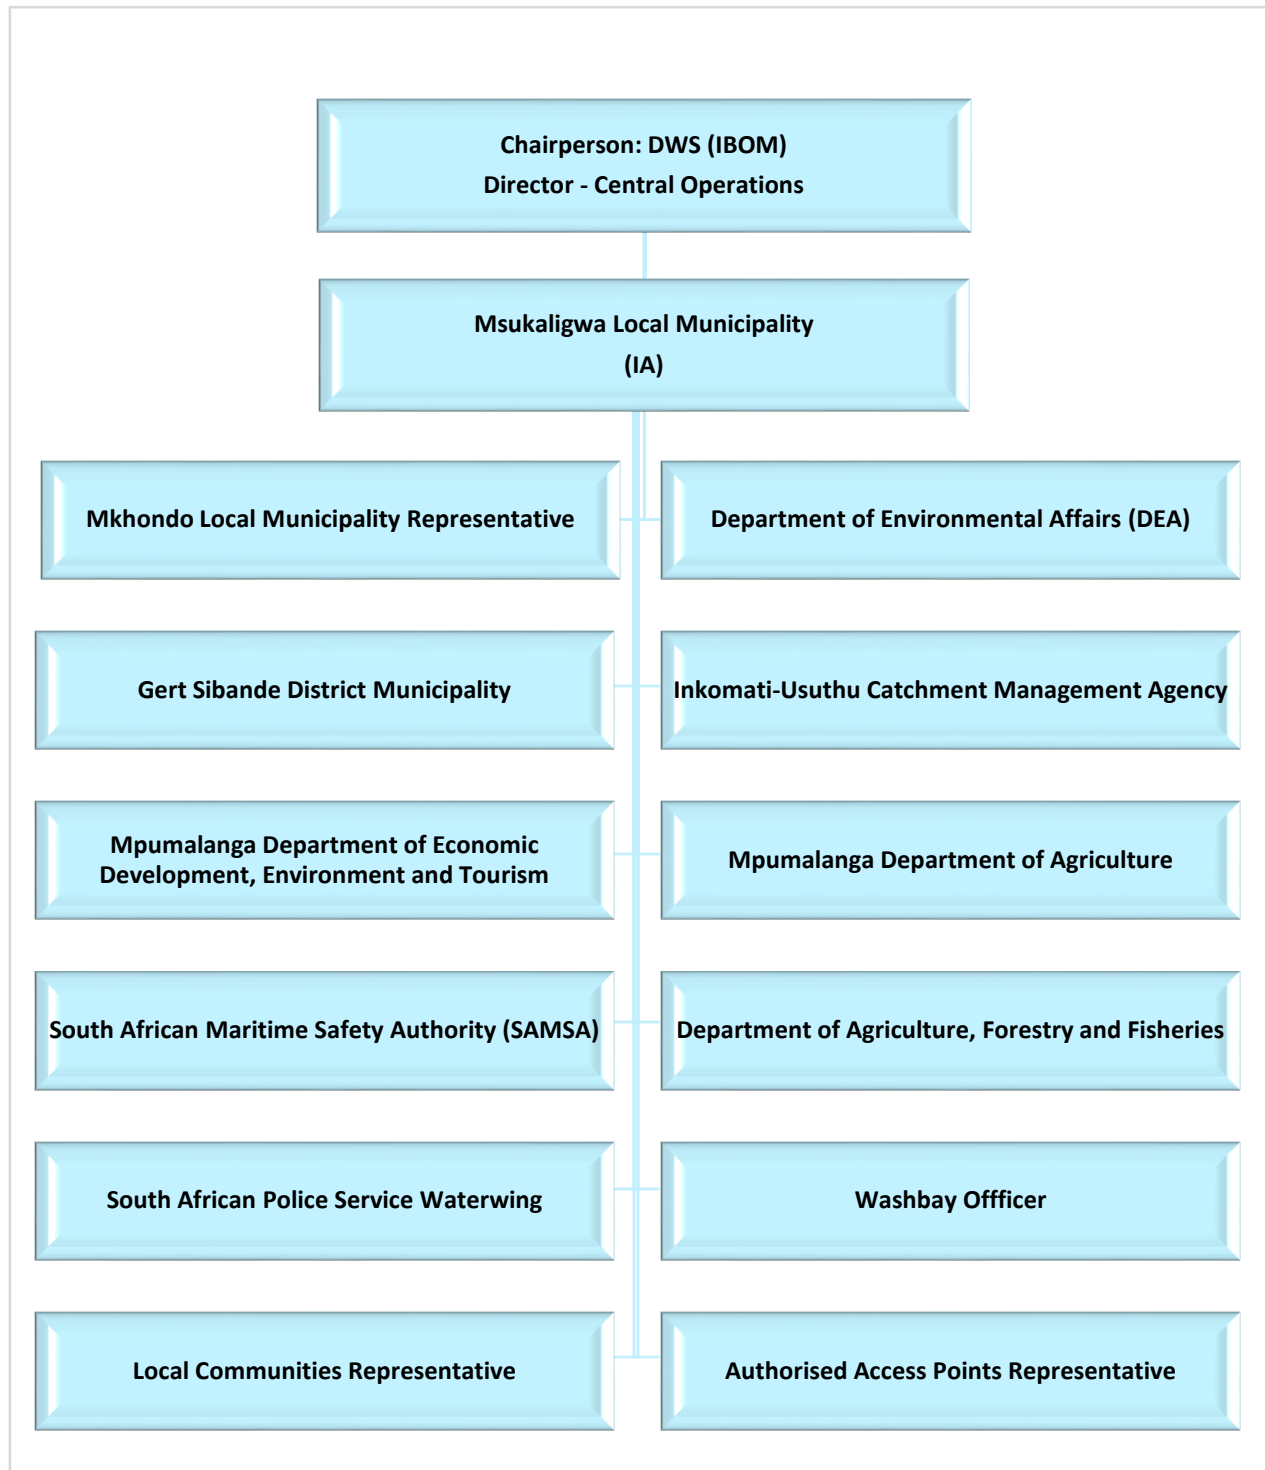 Chairperson: DWS (IBOM)
Director - Central Operations
Msukaligwa Local Municipality
(IA)
Mkhondo Local Municipality Representative
Department of Environmental Affairs (DEA)
Gert Sibande District Municipality
Inkomati-Usuthu Catchment Management Agency
Mpumalanga Department of Economic
Development, Environment and Tourism
Mpumalanga Department of Agriculture
South African Maritime Safety Authority (SAMSA)
Department of Agriculture, Forestry and Fisheries
South African Police Service Waterwing
Washbay Offficer
Local Communities Representative
Authorised Access Points Representative